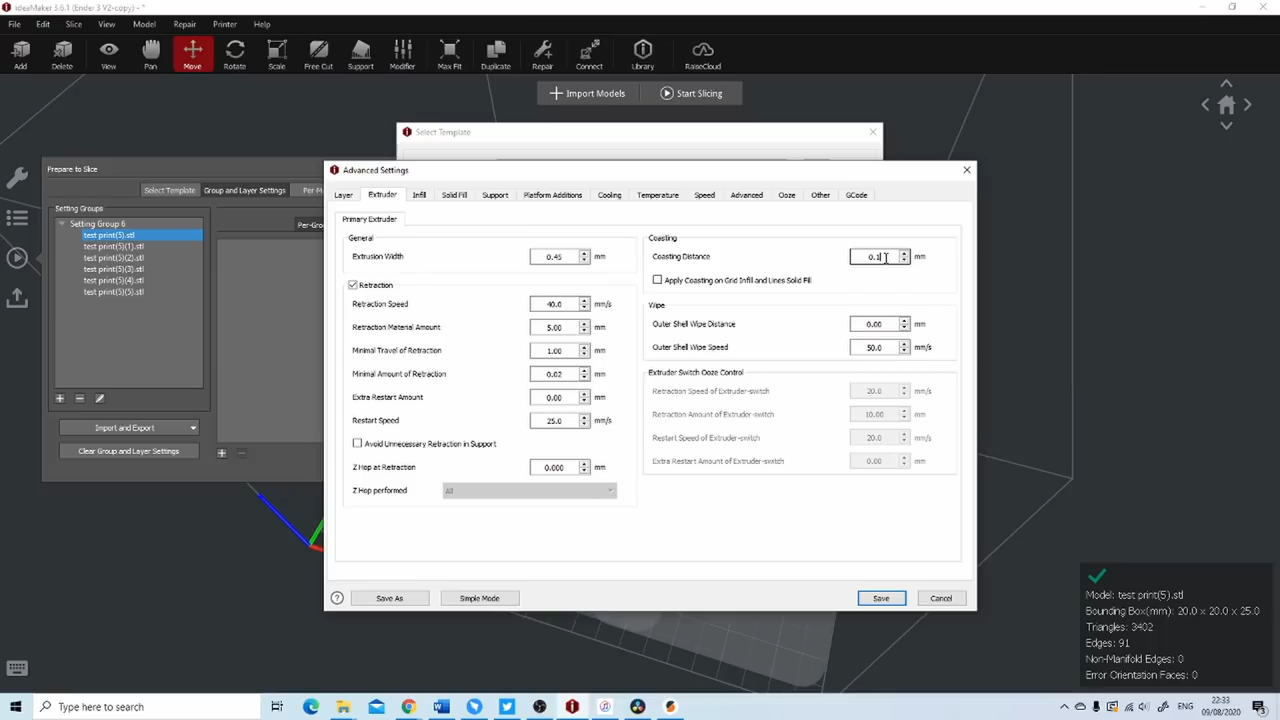 ideaMaker 3.6.1 (Ender 3 V2-copy) - *
File Edit Slice View Model Repair Printer Help
Add Delete View Pan Move Rotate Scale Free Cut Support Modifier Max Fit Duplicate Repair Connect Library RaiseCloud
Import Models Start Slicing
Select Template
Prepare to Slice
Advanced Settings
Select Template Group and Layer Settings Per-M
Layer Extruder Infill Solid Fill Support Platform Additions Cooling Temperature Speed Advanced Ooze Other GCode
Setting Groups
Setting Group 6
test print(5).stl
test print(5)(1).stl
test print(5)(2).stl
test print(5)(3).stl
test print(5)(4).stl
test print(5)(5).stl
Per-Gro
Import and Export
Clear Group and Layer Settings
Primary Extruder
General
Extrusion Width 0.45 mm
Retraction
Retraction Speed 40.0 mm/s
Retraction Material Amount 5.00 mm
Minimal Travel of Retraction 1.00 mm
Minimal Amount of Retraction 0.02 mm
Extra Restart Amount 0.00 mm
Restart Speed 25.0 mm/s
Avoid Unnecessary Retraction in Support
Z Hop at Retraction 0.000 mm
Z Hop performed All
Coasting
Coasting Distance 0.1 mm
Apply Coasting on Grid Infill and Lines Solid Fill
Wipe
Outer Shell Wipe Distance 0.00 mm
Outer Shell Wipe Speed 50.0 mm/s
Extruder Switch Ooze Control
Retraction Speed of Extruder-switch 20.0 mm/s
Retraction Amount of Extruder-switch 10.00 mm
Restart Speed of Extruder-switch 20.0 mm/s
Extra Restart Amount of Extruder-switch 0.00 mm
Save As Simple Mode Save Cancel
Model: test print(5).stl
Bounding Box(mm): 20.0 x 20.0 x 25.0
Triangles: 3402
Edges: 91
Non-Manifold Edges: 0
Error Orientation Faces: 0
Type here to search
ENG
22:33
09/08/2020